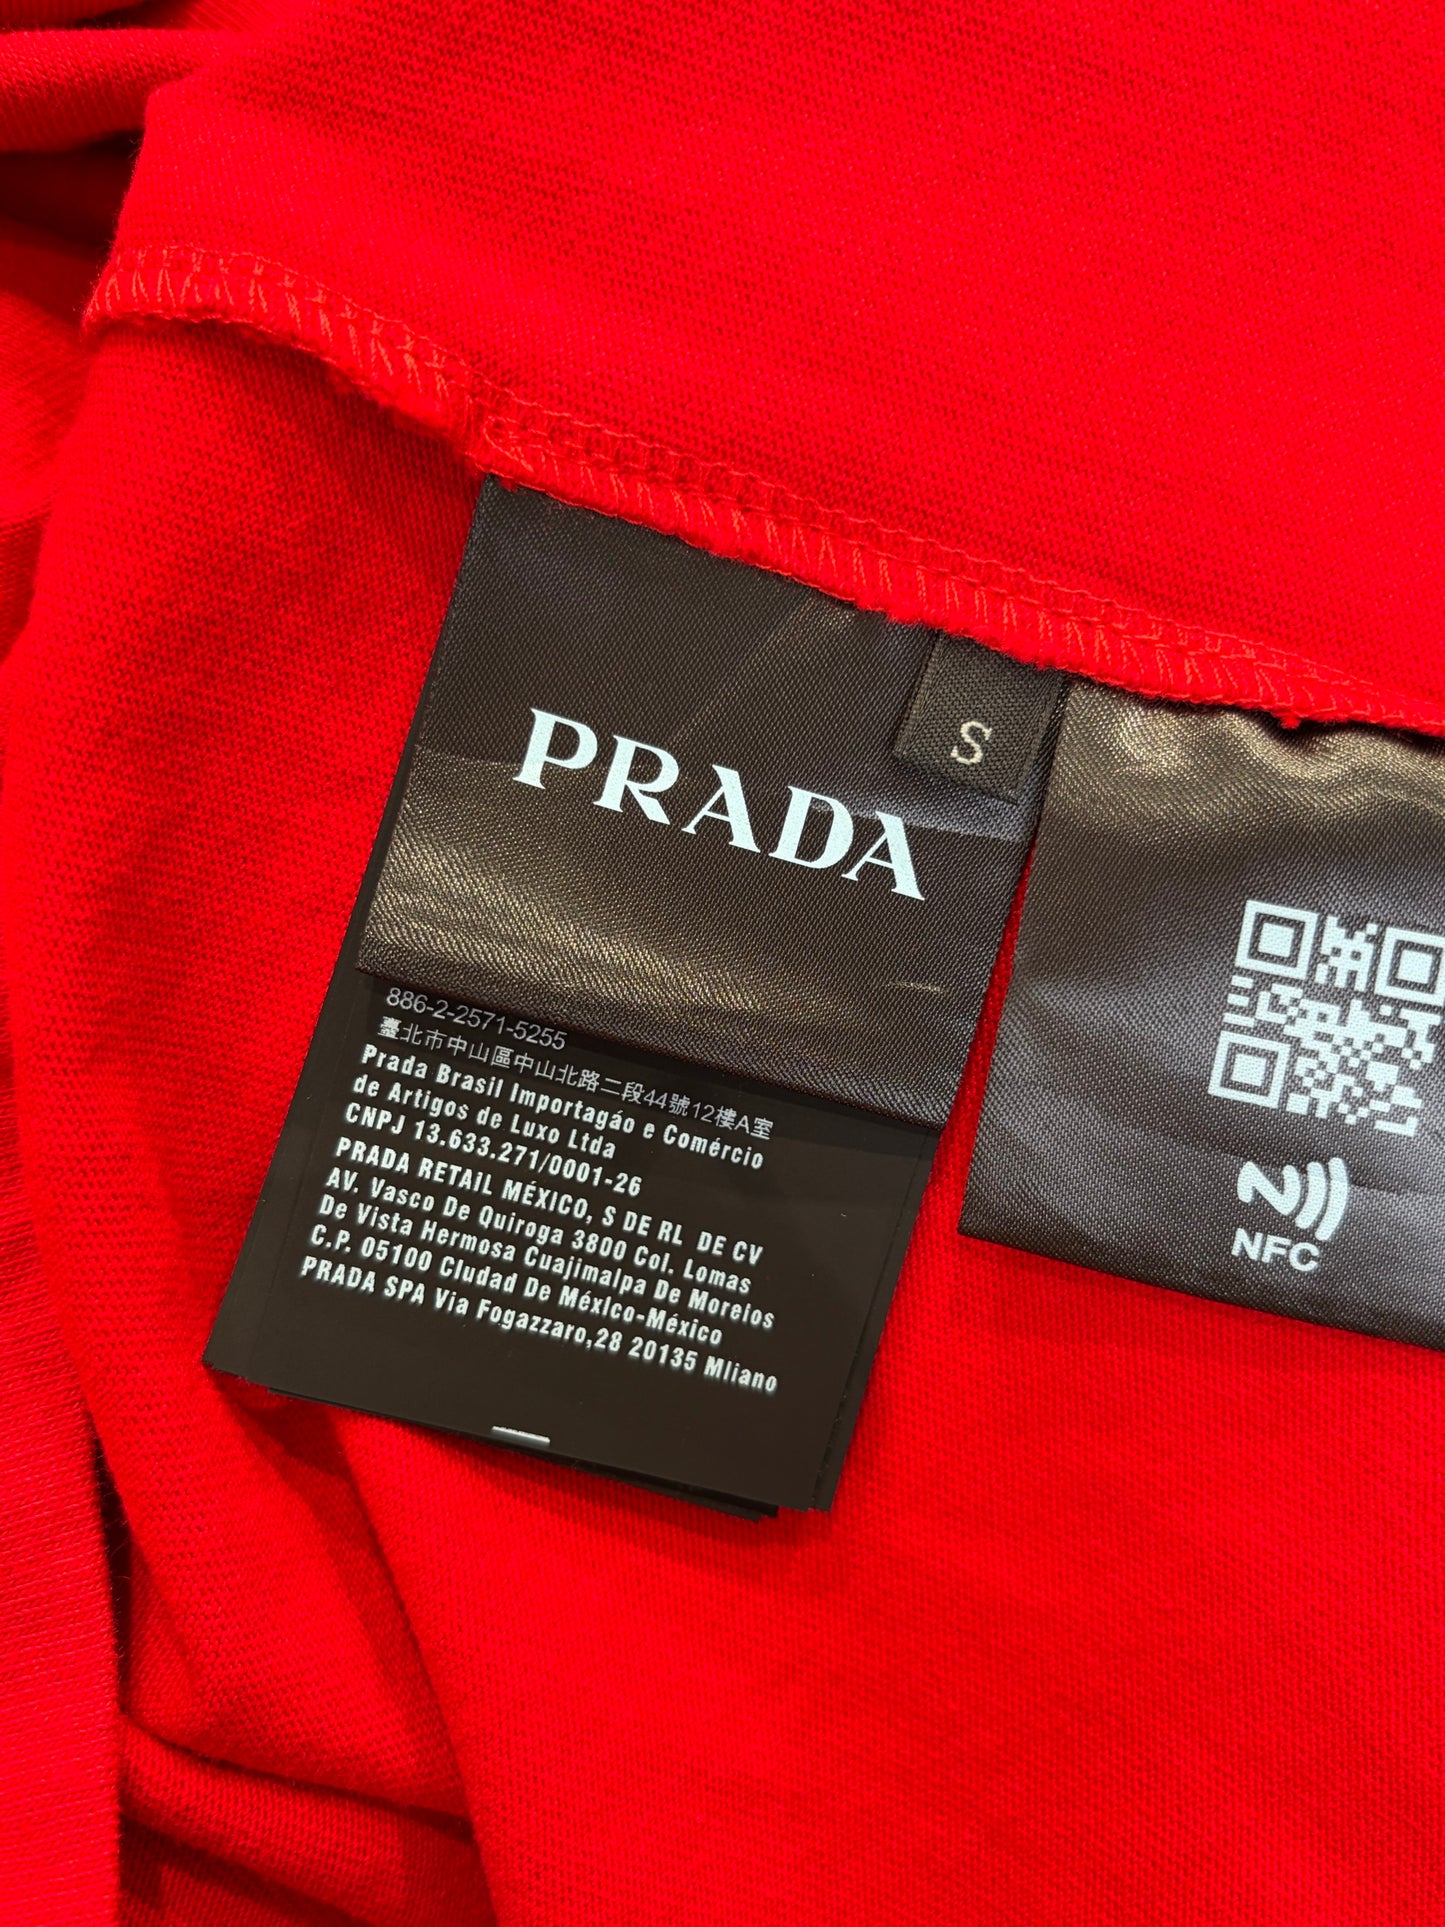 PRADA
S
886-2-2571-5255
臺北市中山區中山北路二段44號12樓A室
Prada Brasil Importagáo e Comércio
de Artigos de Luxo Ltda
CNPJ 13.633.271/0001-26
PRADA RETAiL MÉXICO, S DE RL DE CV
AV. Vasco De Quiroga 3800 Col. Lomas
De Vista Hermosa Cuajimalpa De Morelos
C.P. 05100 Cludad De Méxlco-México
PRADA SPA Via Fogazzaro,28 20135 Mliano
NFC